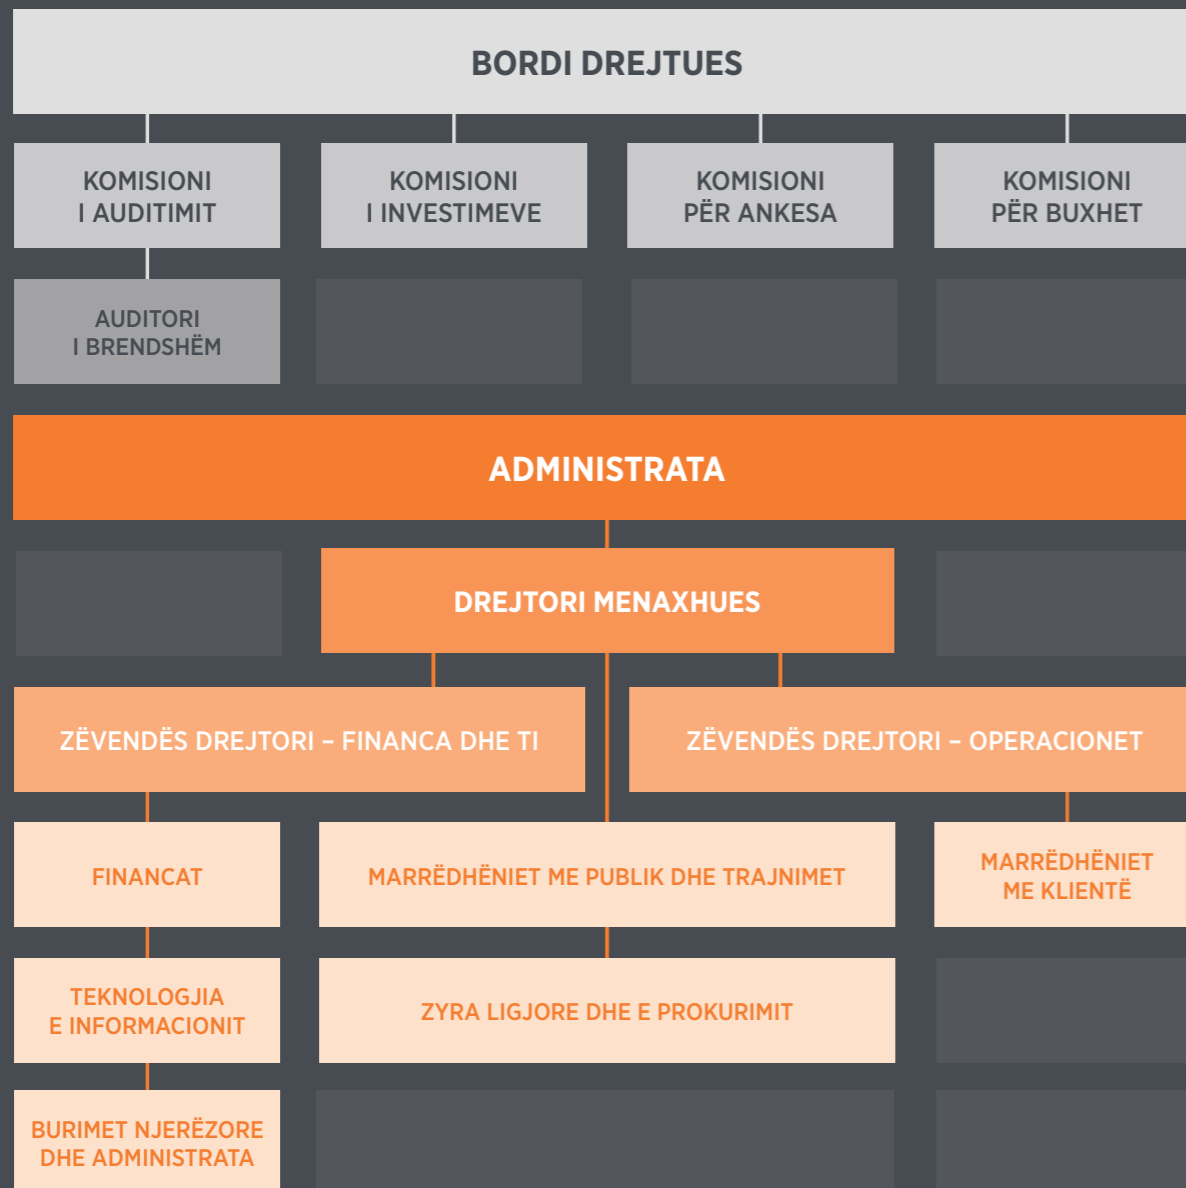 BORDI DREJTUES
KOMISIONI
I AUDITIMIT
KOMISIONI
I INVESTIMEVE
KOMISIONI
PËR ANKESA
KOMISIONI
PËR BUXHET
AUDITORI
I BRENDSHËM
ADMINISTRATA
DREJTORI MENAXHUES
ZËVENDËS DREJTORI – FINANCA DHE TI
ZËVENDËS DREJTORI – OPERACIONET
FINANCAT
MARRËDHËNIET ME PUBLIK DHE TRAJNIMET
MARRËDHËNIET
ME KLIENTË
TEKNOLOGJIA
E INFORMACIONIT
ZYRA LIGJORE DHE E PROKURIMIT
BURIMET NJERËZORE
DHE ADMINISTRATA